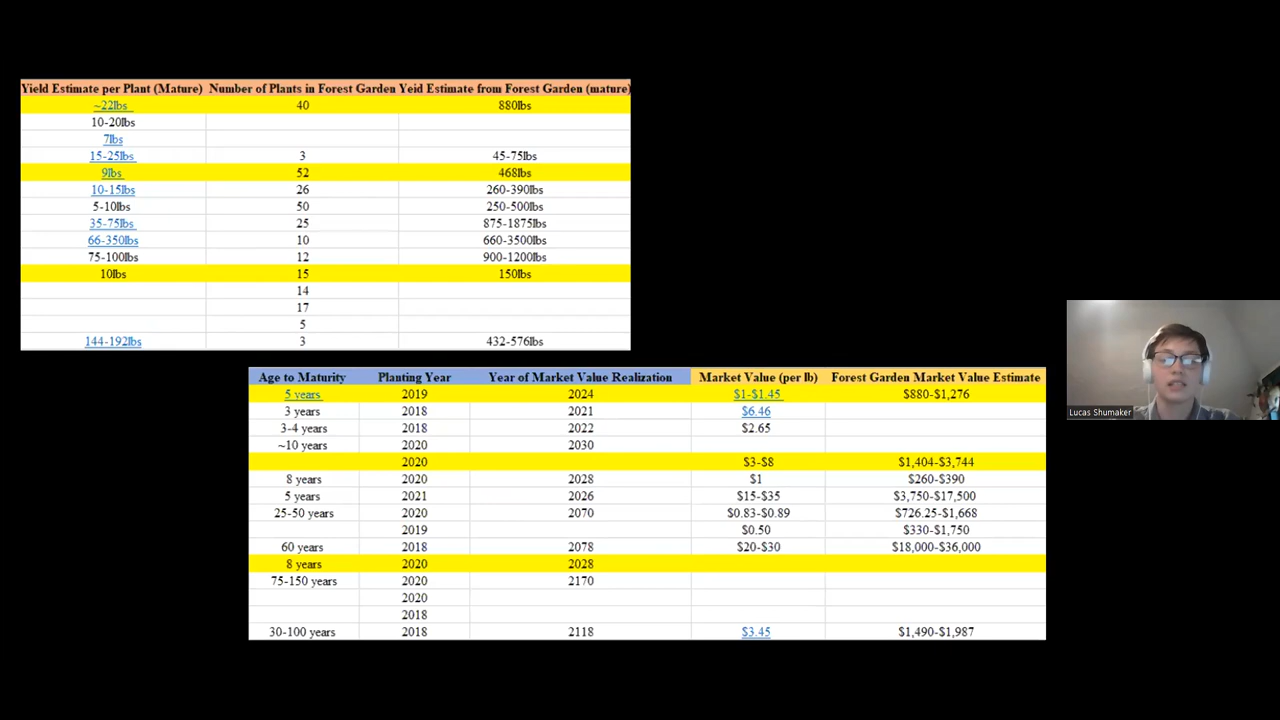 Yield Estimate per Plant (Mature) Number of Plants in Forest Garden Yeid Estimate from Forest Garden (mature)
~22lbs 40 880lbs
10-20lbs
7lbs
15-25lbs 3 45-75lbs
9lbs 52 468lbs
10-15lbs 26 260-390lbs
5-10lbs 50 250-500lbs
35-75lbs 25 875-1875lbs
66-350lbs 10 660-3500lbs
75-100lbs 12 900-1200lbs
10lbs 15 150lbs
14
17
5
144-192lbs 3 432-576lbs
Age to Maturity Planting Year Year of Market Value Realization Market Value (per lb) Forest Garden Market Value Estimate
5 years 2019 2024 $1-$1.45 $880-$1,276
3 years 2018 2021 $6.46
3-4 years 2018 2022 $2.65
~10 years 2020 2030
2020 $3-$8 $1,404-$3,744
8 years 2020 2028 $1 $260-$390
5 years 2021 2026 $15-$35 $3,750-$17,500
25-50 years 2020 2070 $0.83-$0.89 $726.25-$1,668
2019 $0.50 $330-$1,750
60 years 2018 2078 $20-$30 $18,000-$36,000
8 years 2020 2028
75-150 years 2020 2170
2020
2018
30-100 years 2018 2118 $3.45 $1,490-$1,987
Lucas Shumaker